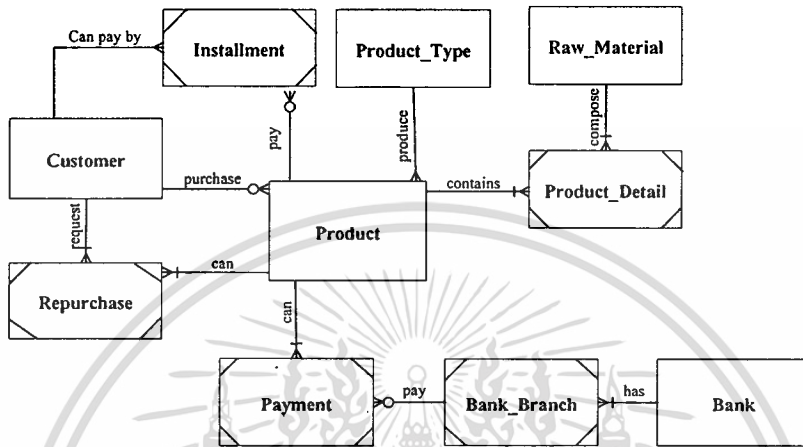 Can pay by
Installment
Product_Type
Raw_Material
pay
produce
compose
Customer
purchase
contains
Product_Detail
Product
request
can
Repurchase
can
Payment
pay
Bank_Branch
has
Bank